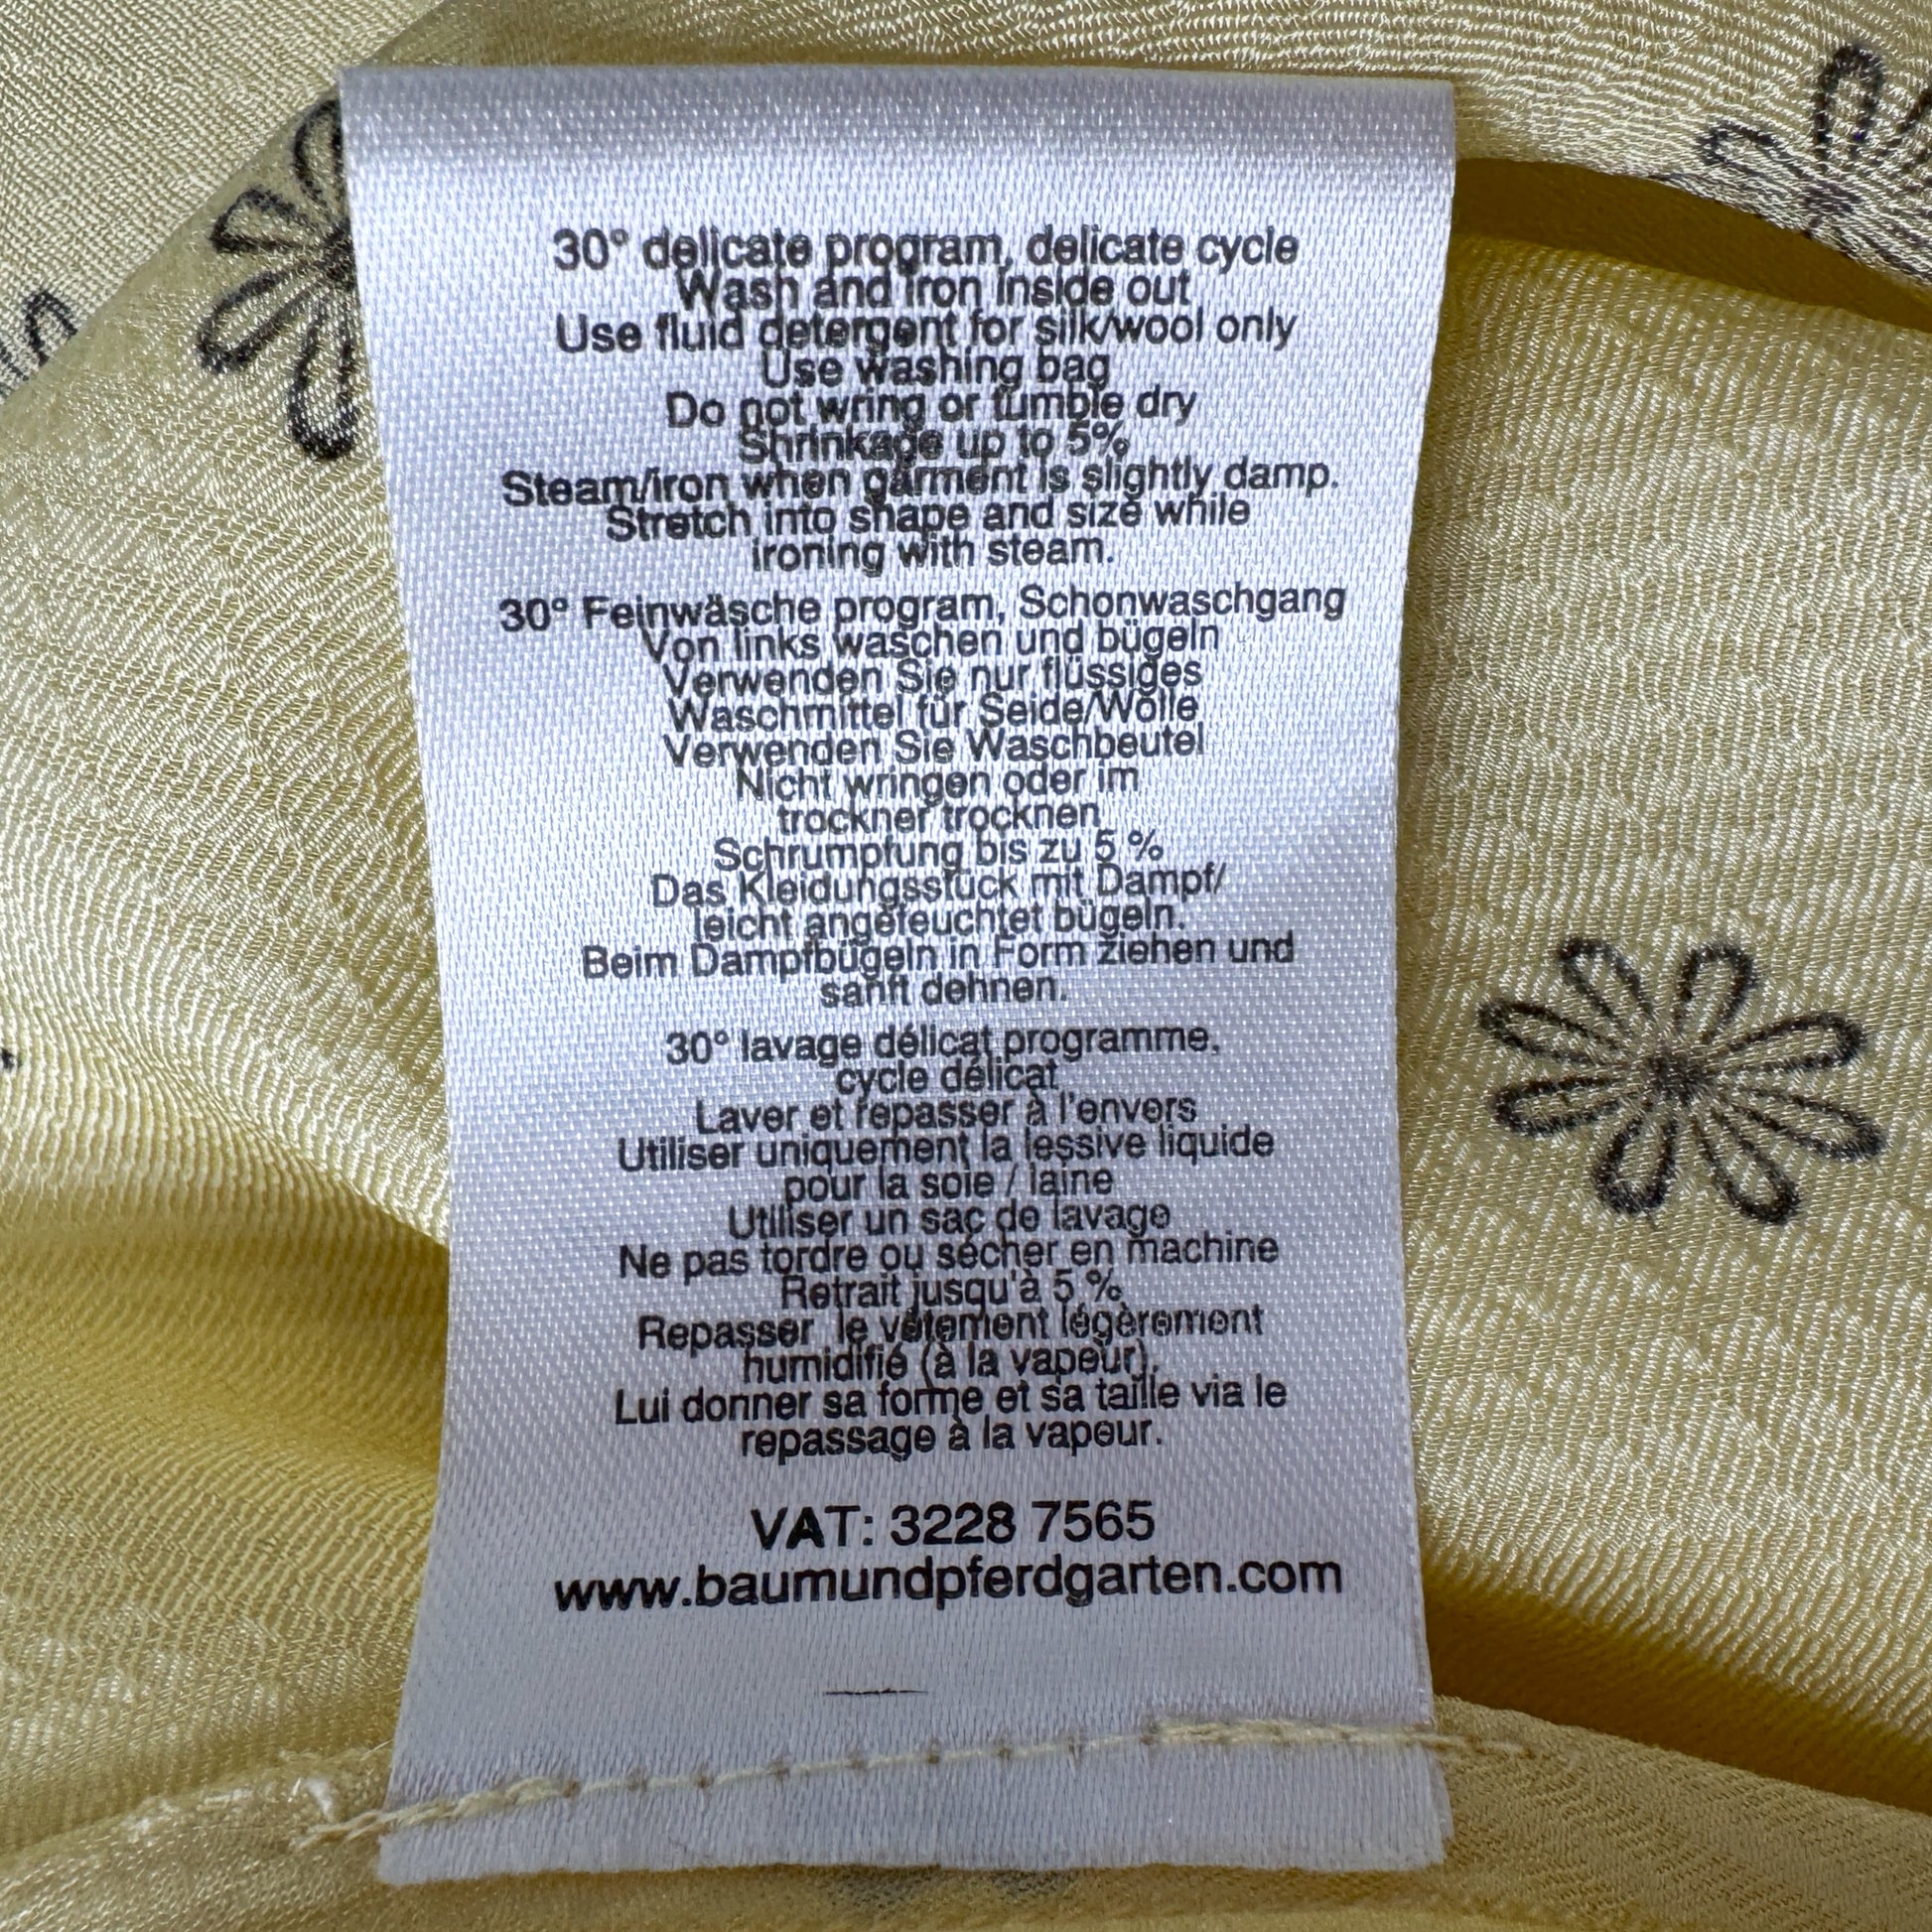 30° delicate program, delicate cycle
Wash and iron inside out
Use fluid detergent for silk/wool only
Use washing bag
Do not wring or tumble dry
Shrinkage up to 5%
Steam/iron when garment is slightly damp.
Stretch into shape and size while
ironing with steam.
30° Feinwäsche program, Schonwaschgang
Von links waschen und bügeln
Verwenden Sie nur flüssiges
Waschmittel für Seide/Wolle
Verwenden Sie Waschbeutel
Nicht wringen oder im
trockner trocknen
Schrumpfung bis zu 5 %
Das Kleidungsstück mit Dampf/
leicht angefeuchtet bügeln.
Beim Dampfbügeln in Form ziehen und
sanft dehnen.
30° lavage délicat programme,
cycle délicat
Laver et repasser à l'envers
Utiliser uniquement la lessive liquide
pour la soie / laine
Utiliser un sac de lavage
Ne pas tordre ou sécher en machine
Retrait jusqu'à 5 %
Repasser le vêtement légèrement
humidifié (à la vapeur).
Lui donner sa forme et sa taille via le
repassage à la vapeur.
VAT: 3228 7565
www.baumundpferdgarten.com